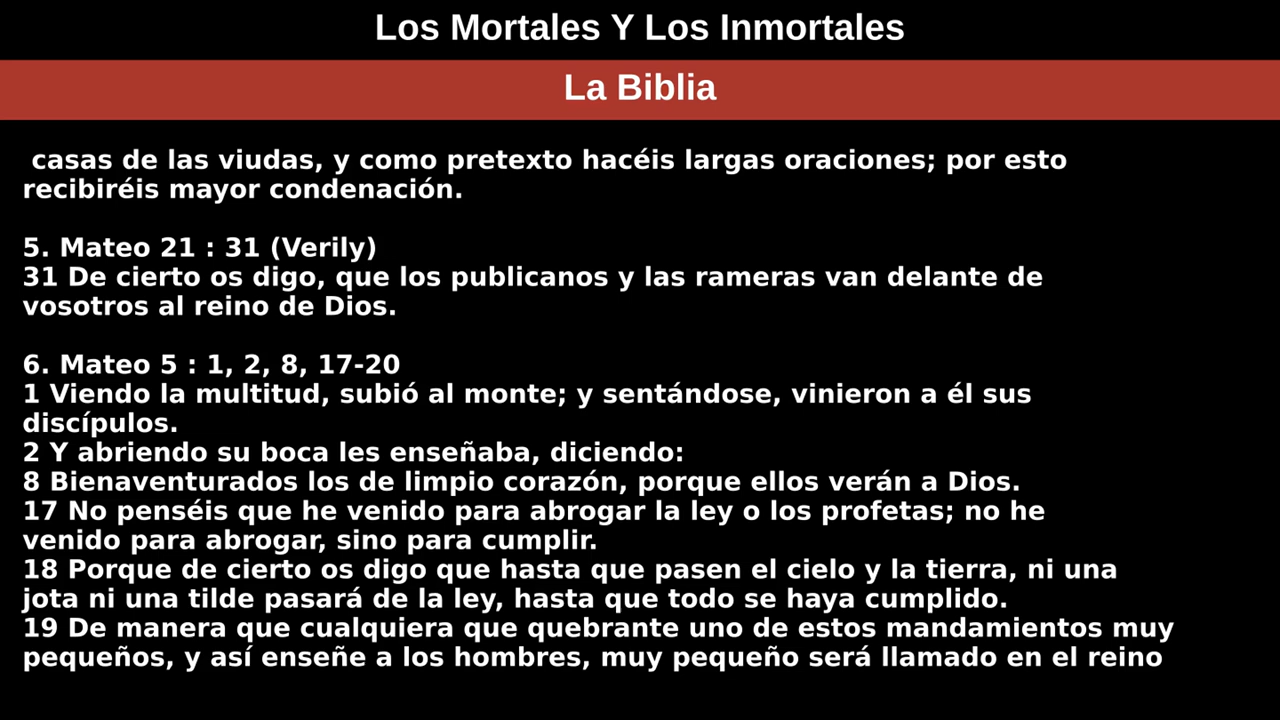 Los Mortales Y Los Inmortales
La Biblia
casas de las viudas, y como pretexto hacéis largas oraciones; por esto
recibiréis mayor condenación.
5. Mateo 21 : 31 (Verily)
31 De cierto os digo, que los publicanos y las rameras van delante de
vosotros al reino de Dios.
6. Mateo 5 : 1, 2, 8, 17-20
1 Viendo la multitud, subió al monte; y sentándose, vinieron a él sus
discípulos.
2 Y abriendo su boca les enseñaba, diciendo:
8 Bienaventurados los de limpio corazón, porque ellos verán a Dios.
17 No penséis que he venido para abrogar la ley o los profetas; no he
venido para abrogar, sino para cumplir.
18 Porque de cierto os digo que hasta que pasen el cielo y la tierra, ni una
jota ni una tilde pasará de la ley, hasta que todo se haya cumplido.
19 De manera que cualquiera que quebrante uno de estos mandamientos muy
pequeños, y así enseñe a los hombres, muy pequeño será llamado en el reino